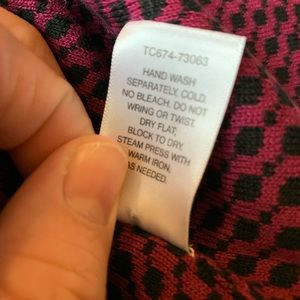 TC674-73063
HAND WASH
SEPARATELY, COLD.
NO BLEACH. DO NOT
WRING OR TWIST.
DRY FLAT;
BLOCK TO DRY.
STEAM PRESS WITH
WARM IRON,
AS NEEDED.